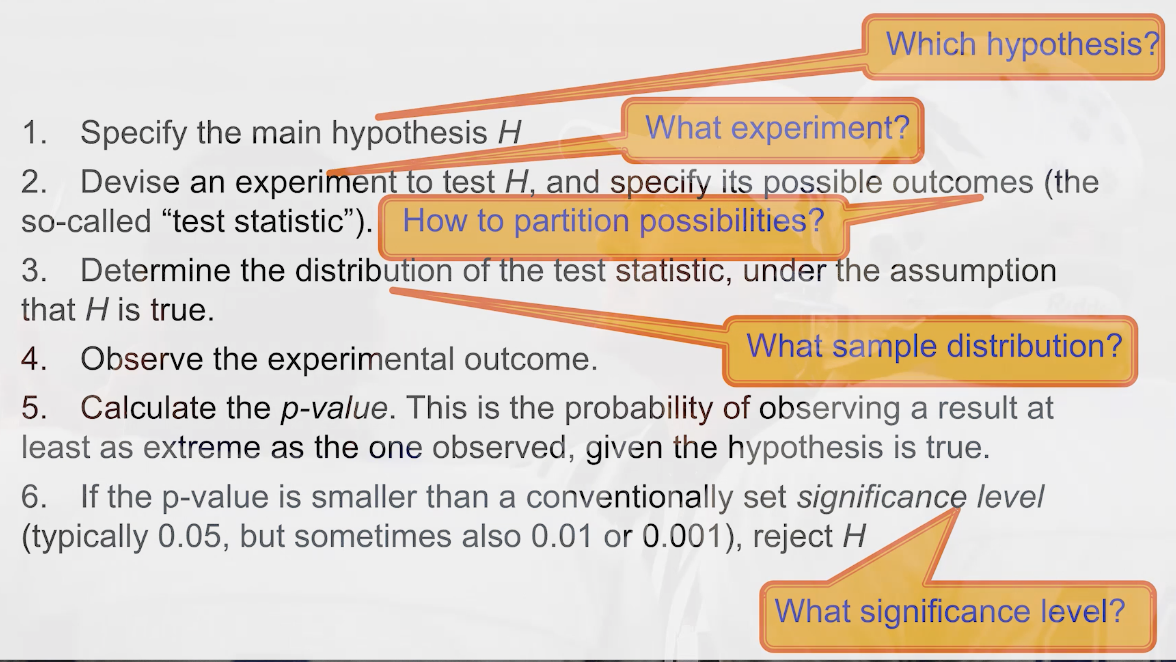 Which hypothesis?
1. Specify the main hypothesis H
What experiment?
2. Devise an experiment to test H, and specify its possible outcomes (the
so-called “test statistic”).
How to partition possibilities?
3. Determine the distribution of the test statistic, under the assumption
that H is true.
What sample distribution?
4. Observe the experimental outcome.
5. Calculate the p-value. This is the probability of observing a result at
least as extreme as the one observed, given the hypothesis is true.
6. If the p-value is smaller than a conventionally set significance level
(typically 0.05, but sometimes also 0.01 or 0.001), reject H
What significance level?